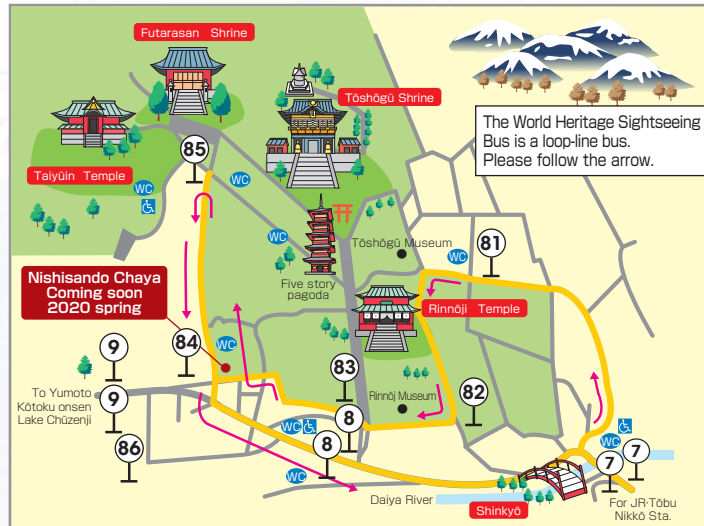 Futarasan Shrine
Tōshōgū Shrine
The World Heritage Sightseeing
Bus is a loop-line bus.
Please follow the arrow.
85
WC
Taiyūin Temple
WC
WC
Tōshōgū Museum
81
WC
Nishisando Chaya
Coming soon
2020 spring
Five story
pagoda
Rinnōji Temple
9
84
WC
83
Rinnōj Museum
82
To Yumoto
Kōtoku onsen
Lake Chūzenji
9
86
WC
8
8
WC
WC
7
7
Daiya River
Shinkyō
For JR·Tōbu
Nikkō Sta.